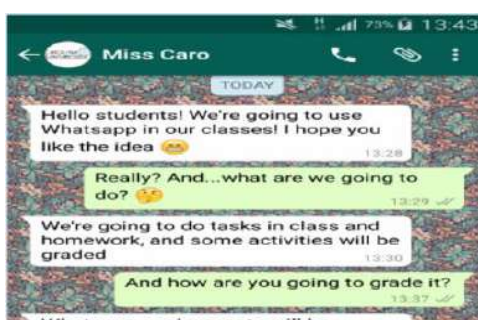 H 73% 13:43
Miss Caro
TODAY
Hello students! We're going to use
Whatsapp in our classes! I hope you
like the idea 😁
13:28
Really? And...what are we going to
do? 🤔
13:29
We're going to do tasks in class and
homework, and some activities will be
graded
13:30
And how are you going to grade it?
13:37